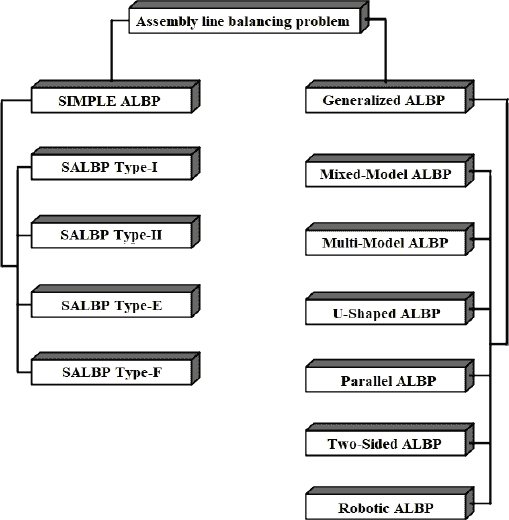 Assembly line balancing problem
SIMPLE ALBP
SALBP Type-I
SALBP Type-II
SALBP Type-E
SALBP Type-F
Generalized ALBP
Mixed-Model ALBP
Multi-Model ALBP
U-Shaped ALBP
Parallel ALBP
Two-Sided ALBP
Robotic ALBP